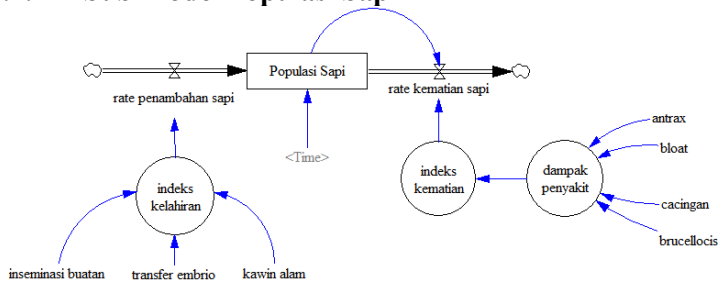 Populasi Sapi
rate penambahan sapi
rate kematian sapi
<Time>
antrax
bloat
indeks
kelahiran
indeks
kematian
dampak
penyakit
cacingan
brucellocis
inseminasi buatan
transfer embrio
kawin alam